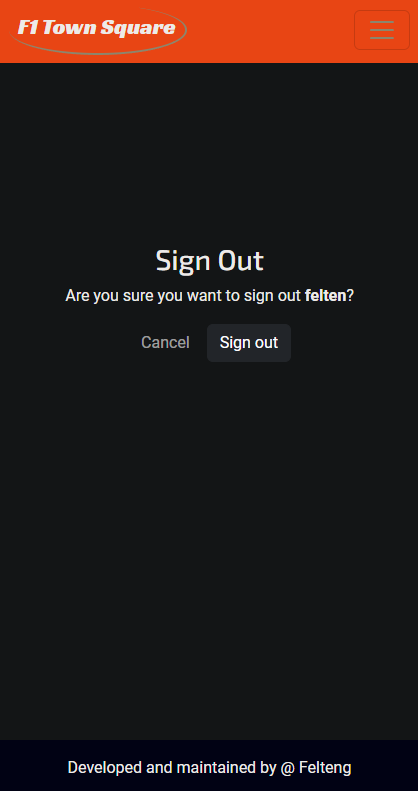 F1 Town Square
Sign Out
Are you sure you want to sign out felten?
Cancel Sign out
Developed and maintained by @ Felteng